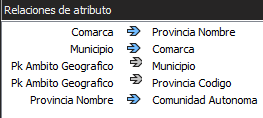 Relaciones de atributo
Comarca Provincia Nombre
Municipio Comarca
Pk Ambito Geografico Municipio
Pk Ambito Geografico Provincia Codigo
Provincia Nombre Comunidad Autonoma